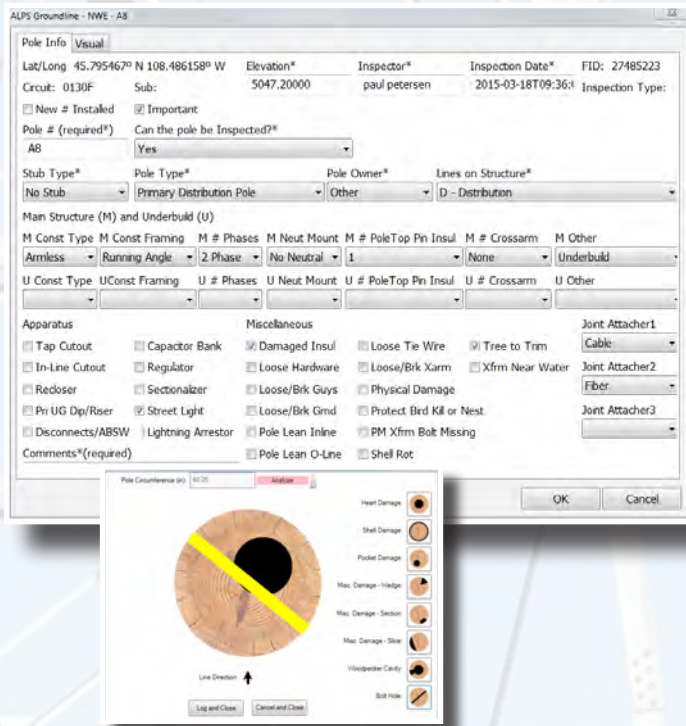 ALPS Groundline - NWE - A8
Pole Info Visual
Lat/Long 45.795467º N 108.486158º W Elevation* Inspector* Inspection Date* FID: 27485223
Crcuit: 0130F Sub: 5047.20000 paul petersen 2015-03-18T09:36:( Inspection Type:
New # Installed Important
Pole # (required*) Can the pole be Inspected?*
A8 Yes
Stub Type* Pole Type* Pole Owner* Lines on Structure*
No Stub Primary Distribution Pole Other D - Distribution
Main Structure (M) and Underbuild (U)
M Const Type M Const Framing M # Phases M Neut Mount M # PoleTop Pin Insul M # Crossarm M Other
Armless Running Angle 2 Phase No Neutral 1 None Underbuild
U Const Type UConst Framing U # Phases U Neut Mount U # PoleTop Pin Insul U # Crossarm U Other
Apparatus Miscellaneous Joint Attacher1
Tap Cutout Capacitor Bank Damaged Insul Loose Tie Wire Tree to Trim Cable
In-Line Cutout Regulator Loose Hardware Loose/Brk Xarm Xfrm Near Water Joint Attacher2
Recloser Sectionalizer Loose/Brk Guys Physical Damage Fiber
Pri UG Dip/Riser Street Light Loose/Brk Grnd Protect Bird Kil or Nest Joint Attacher3
Disconnects/ABSW Lightning Arrestor Pole Lean Inline PM Xfrm Bolt Missing
Comments*(required) Pole Lean O-Line Shell Rot
OK Cancel
Pole Circumference (in) 40.25 Analyze
Heart Damage
Shell Damage
Pocket Damage
Misc. Damage - Wedge
Misc. Damage - Section
Misc. Damage - Slice
Woodpecker Cavity
Bolt Hole
Line Direction
Log and Close Cancel and Close